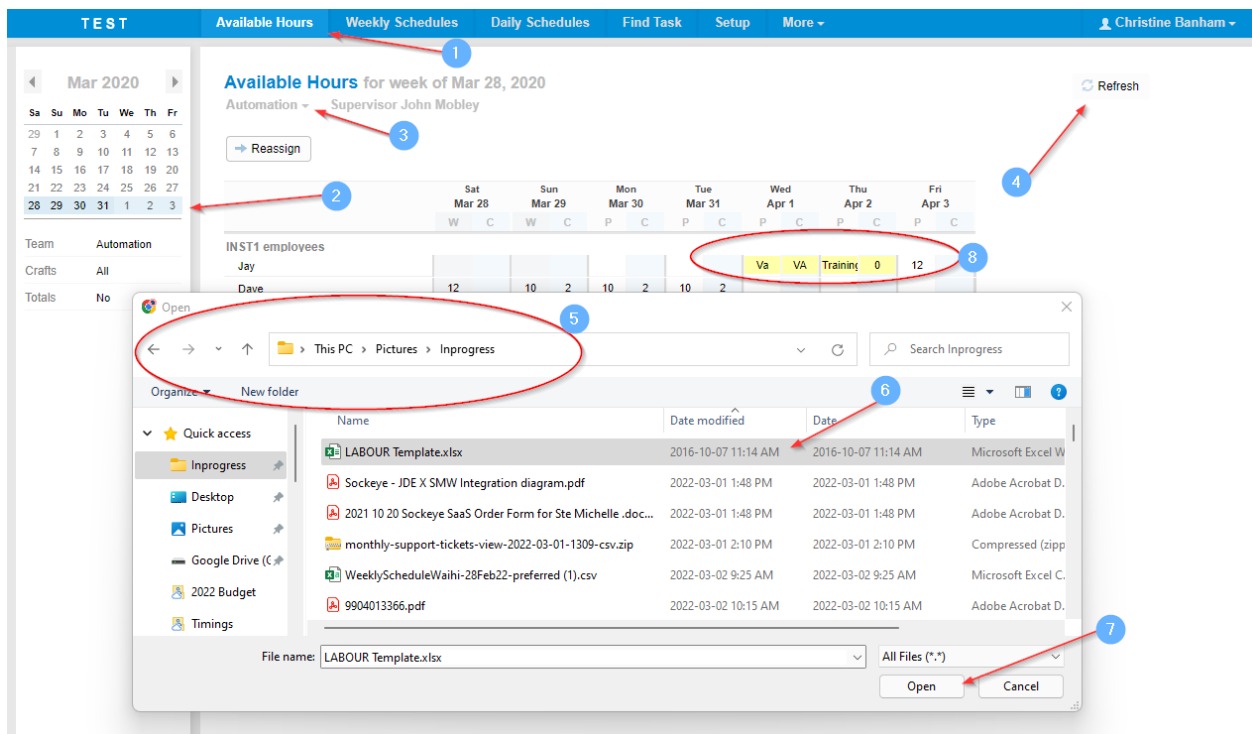 TEST Available Hours Weekly Schedules Daily Schedules Find Task Setup More Christine Banham
1
Mar 2020
Sa Su Mo Tu We Th Fr
29 1 2 3 4 5 6
7 8 9 10 11 12 13
14 15 16 17 18 19 20
21 22 23 24 25 26 27
28 29 30 31 1 2 3
2
Team Automation
Crafts All
Totals No
Available Hours for week of Mar 28, 2020
Refresh
Automation Supervisor John Mobley
3
4
Reassign
Sat Sun Mon Tue Wed Thu Fri
Mar 28 Mar 29 Mar 30 Mar 31 Apr 1 Apr 2 Apr 3
W C W C P C P C P C P C P C
INST1 employees
8
Jay Va VA Training 0 12
Dave 12 10 2 10 2 10 2
Open
5
This PC > Pictures > Inprogress
Search Inprogress
Organize New folder
6
Name Date modified Date Type
Quick access
Inprogress
Desktop
Pictures
Google Drive (C
2022 Budget
Timings
LABOUR Template.xlsx 2016-10-07 11:14 AM 2016-10-07 11:14 AM Microsoft Excel W
Sockeye - JDE X SMW Integration diagram.pdf 2022-03-01 1:48 PM 2022-03-01 1:48 PM Adobe Acrobat D.
2021 10 20 Sockeye SaaS Order Form for Ste Michelle .doc... 2022-03-01 1:48 PM 2022-03-01 1:48 PM Adobe Acrobat D.
monthly-support-tickets-view-2022-03-01-1309-csv.zip 2022-03-01 2:10 PM 2022-03-01 2:10 PM Compressed (zipp
WeeklyScheduleWaihi-28Feb22-preferred (1).csv 2022-03-02 9:25 AM 2022-03-02 9:25 AM Microsoft Excel C.
9904013366.pdf 2022-03-02 10:15 AM 2022-03-02 10:15 AM Adobe Acrobat D.
7
File name: LABOUR Template.xlsx All Files (*.*)
Open Cancel